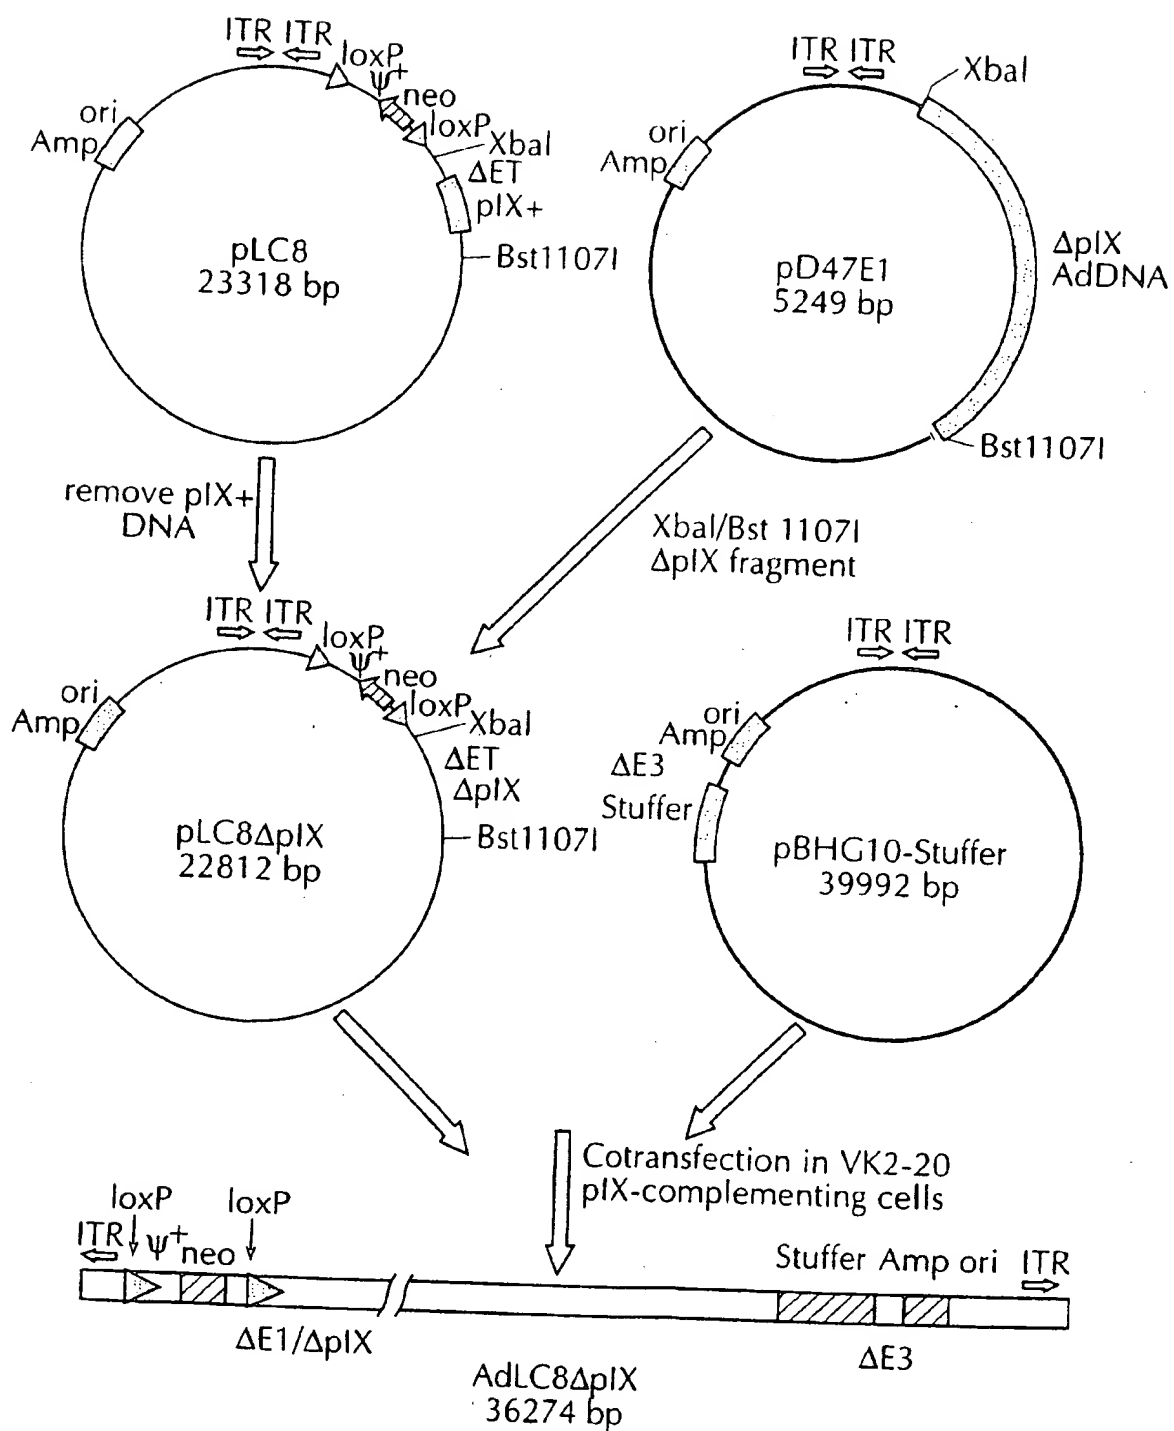 ITR ITR
loxP
ψ+
neo
loxP
XbaI
ori
Amp
ΔET
pIX+
pLC8
23318 bp
Bst1107I
ITR ITR
XbaI
ori
Amp
pD47E1
5249 bp
ΔpIX
AdDNA
Bst1107I
remove pIX+
DNA
XbaI/Bst 1107I
ΔpIX fragment
ITR ITR
loxP
ψ+
neo
loxP
XbaI
ori
Amp
ΔET
ΔpIX
pLC8ΔpIX
22812 bp
Bst1107I
ITR ITR
ori
Amp
ΔE3
Stuffer
pBHG10-Stuffer
39992 bp
Cotransfection in VK2-20
pIX-complementing cells
loxP loxP
ITR ψ+ neo
Stuffer Amp ori ITR
ΔE1/ΔpIX
ΔE3
AdLC8ΔpIX
36274 bp